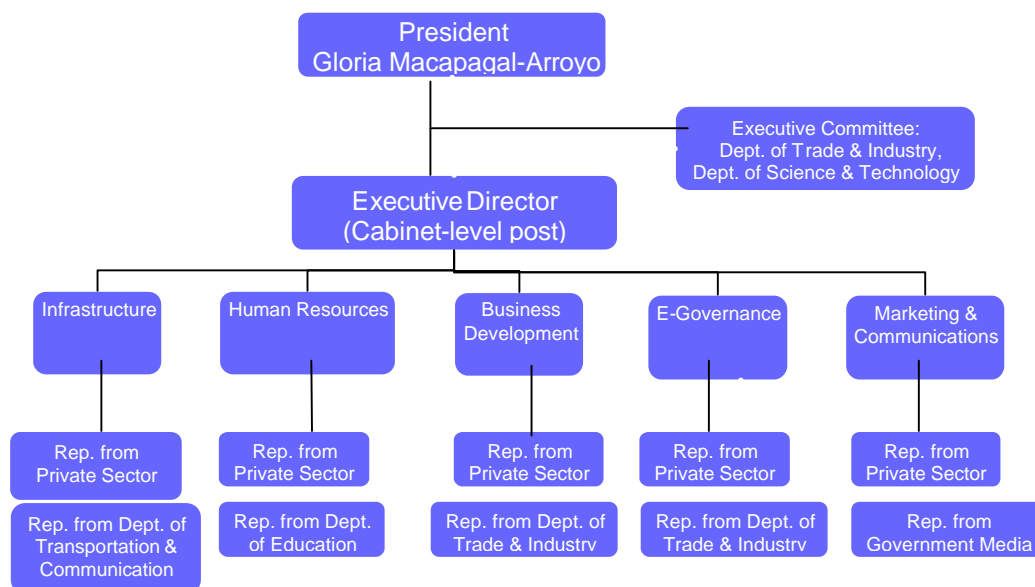 President
Gloria Macapagal-Arroyo
Executive Committee:
Dept. of Trade & Industry,
Dept. of Science & Technology
Executive Director
(Cabinet-level post)
Infrastructure
Human Resources
Business
Development
E-Governance
Marketing &
Communications
Rep. from
Private Sector
Rep. from
Private Sector
Rep. from
Private Sector
Rep. from
Private Sector
Rep. from
Private Sector
Rep. from Dept. of
Transportation &
Communication
Rep. from Dept.
of Education
Rep. from Dept. of
Trade & Industry
Rep. from Dept. of
Trade & Industry
Rep. from
Government Media